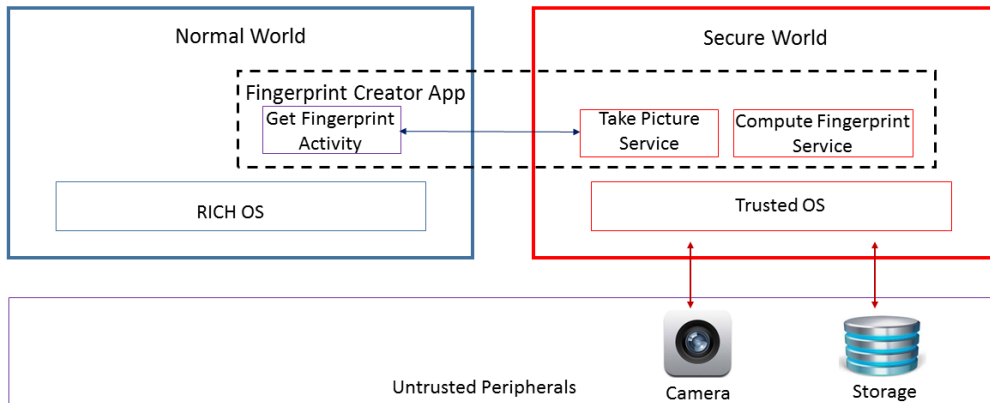 Normal World
Secure World
Fingerprint Creator App
Get Fingerprint
Activity
Take Picture
Service
Compute Fingerprint
Service
RICH OS
Trusted OS
Untrusted Peripherals
Camera
Storage